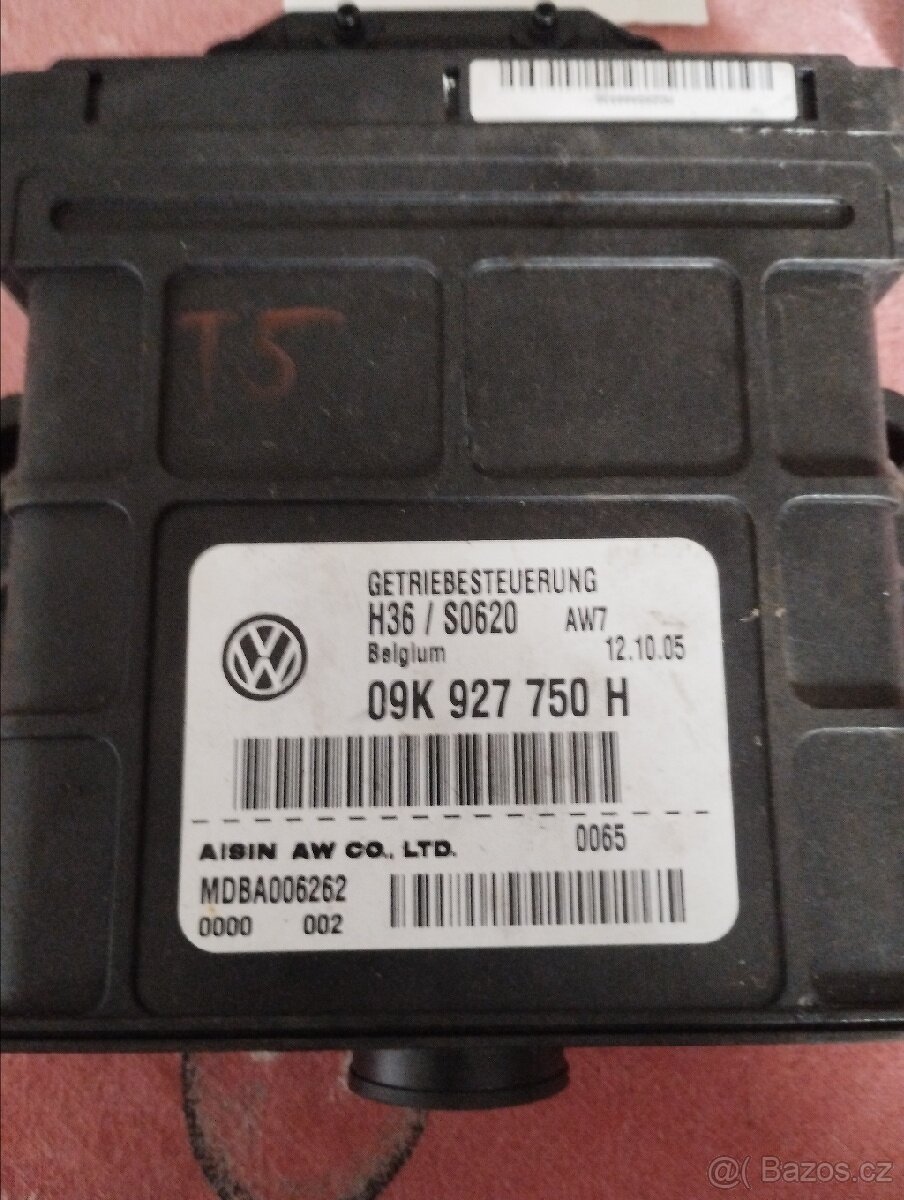 T5
GETRIEBESTEUERUNG
H36 / S0620 AW7
Belgium 12.10.05
09K 927 750 H
AISIN AW CO., LTD. 0065
MDBA006262
0000 002
@( Bazos.cz